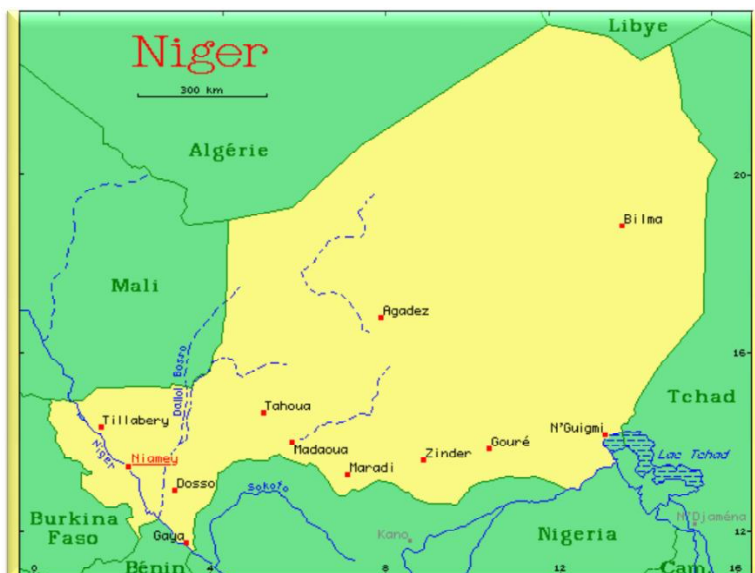 Niger
Libye
300 km
Algérie
20
Bilma
Mali
Agadez
Dallol Bosso
16
Tchad
Tahoua
Tillabery
N'Guigmi
Gouré
Madaoua
Niger
Zinder
Lac Tchad
Niamey
Maradi
Dosso
Sokoto
Burkina
Faso
N'Djaména
Gaya
Kano
Nigeria
12
Bénin
Cam.
0
4
8
12
16